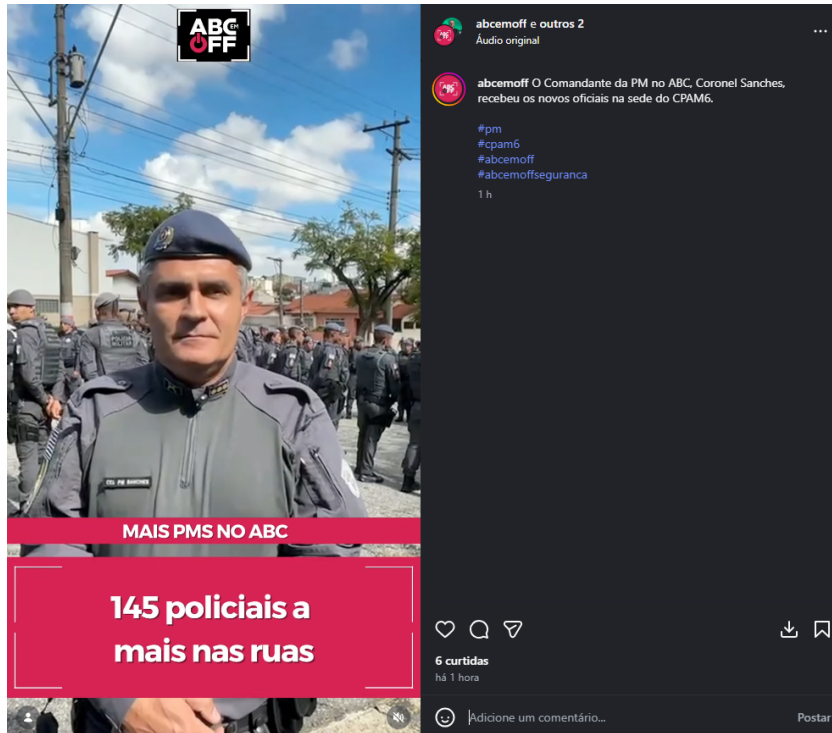 ABC EM
OFF
POLÍCIA
MILITAR
CEL PM SANCHES
MAIS PMS NO ABC
145 policiais a
mais nas ruas
abcemoff e outros 2
Áudio original
abcemoff O Comandante da PM no ABC, Coronel Sanches,
recebeu os novos oficiais na sede do CPAM6.
#pm
#cpam6
#abcemoff
#abcemoffseguranca
1 h
6 curtidas
há 1 hora
Adicione um comentário...
Postar